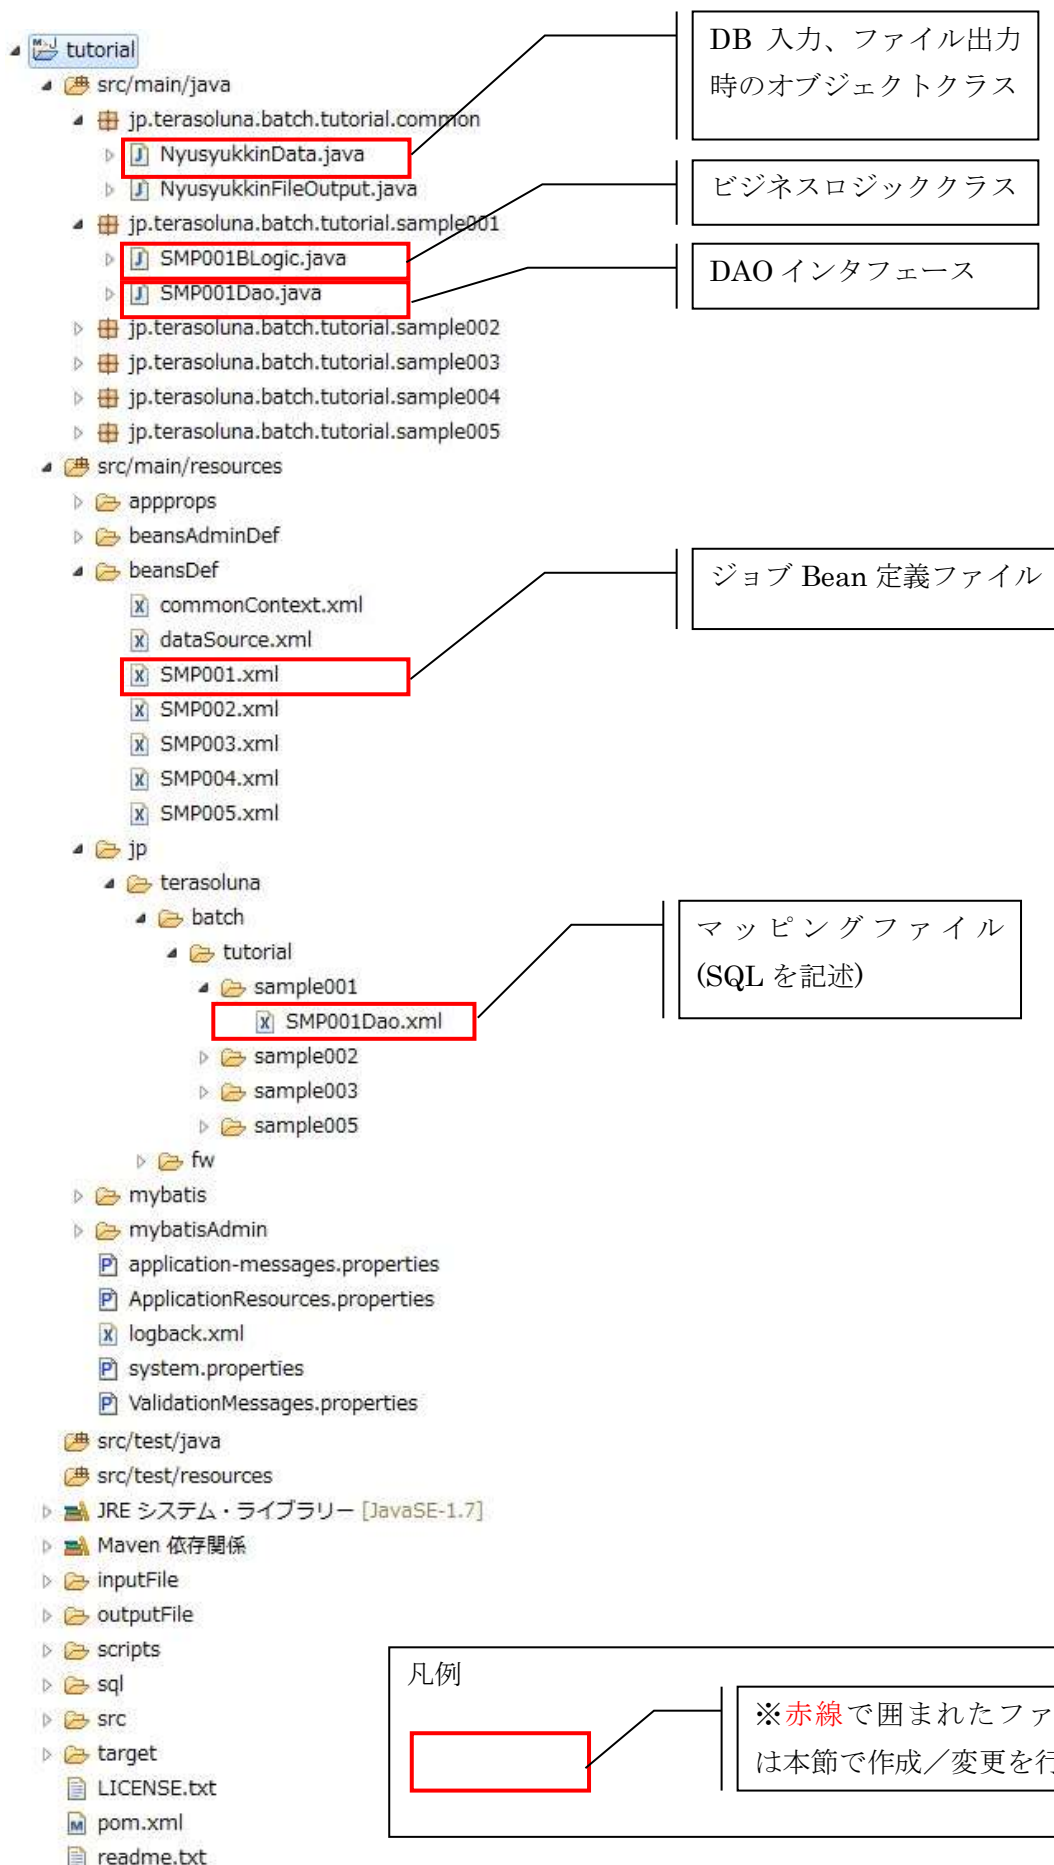 tutorial
src/main/java
jp.terasoluna.batch.tutorial.common
NyusyukkinData.java
NyusyukkinFileOutput.java
jp.terasoluna.batch.tutorial.sample001
SMP001BLogic.java
SMP001Dao.java
jp.terasoluna.batch.tutorial.sample002
jp.terasoluna.batch.tutorial.sample003
jp.terasoluna.batch.tutorial.sample004
jp.terasoluna.batch.tutorial.sample005
src/main/resources
appprops
beansAdminDef
beansDef
commonContext.xml
dataSource.xml
SMP001.xml
SMP002.xml
SMP003.xml
SMP004.xml
SMP005.xml
jp
terasoluna
batch
tutorial
sample001
SMP001Dao.xml
sample002
sample003
sample005
fw
mybatis
mybatisAdmin
application-messages.properties
ApplicationResources.properties
logback.xml
system.properties
ValidationMessages.properties
src/test/java
src/test/resources
JRE システム・ライブラリー [JavaSE-1.7]
Maven 依存関係
inputFile
outputFile
scripts
sql
src
target
LICENSE.txt
pom.xml
readme.txt
DB 入力、ファイル出力
時のオブジェクトクラス
ビジネスロジッククラス
DAO インタフェース
ジョブ Bean 定義ファイル
マッピングファイル
(SQL を記述)
凡例
※赤線で囲まれたファ
は本節で作成／変更を行